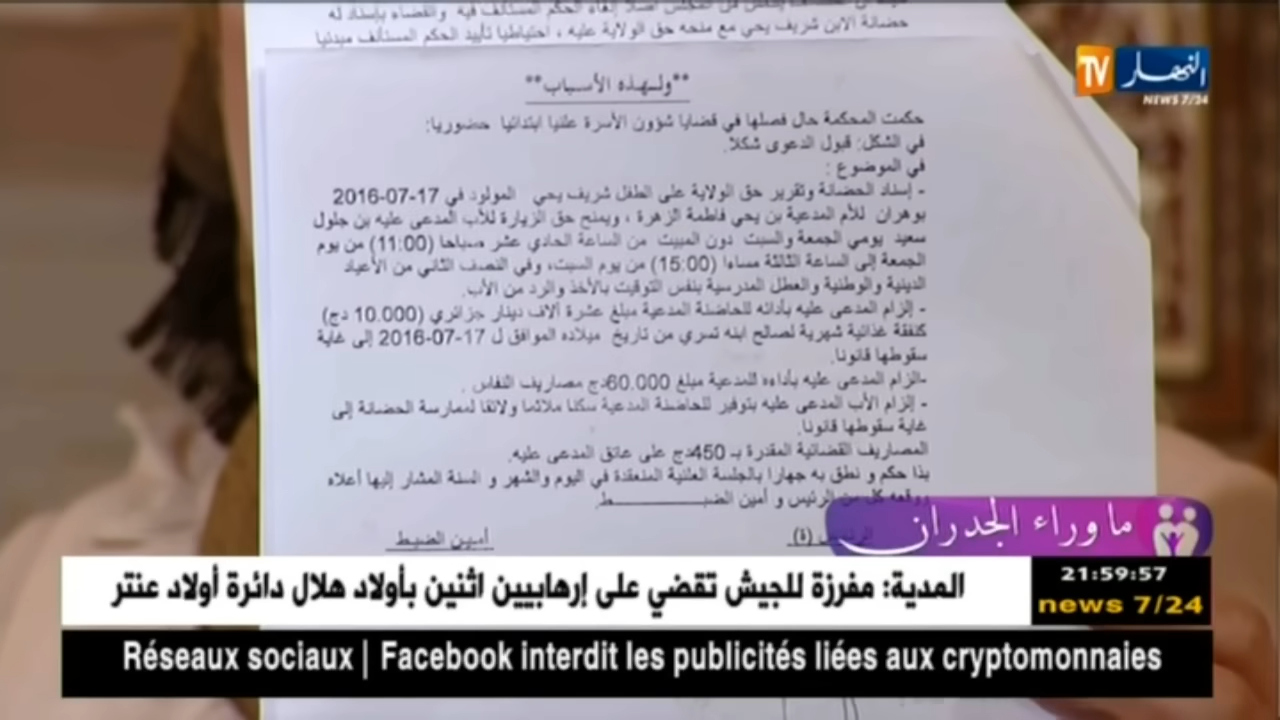 حضانة الابن شريف يحي مع منحه حق الولاية عليه ، احتياطيا تأييد الحكم المستأنف مبدئيا
**ولـهـذه الأسـبـاب**
حكمت المحكمة حال فصلها في قضايا شؤون الأسرة علنيا ابتدائيا حضوريا:
في الشكل: قبول الدعوى شكلا.
في الموضوع :
- إسناد الحضانة وتقرير حق الولاية على الطفل شريف يحي المولود في 17-07-2016
بوهران للأم المدعية بن يحي فاطمة الزهرة ، ويمنح حق الزيارة للأب المدعى عليه بن جلول
سعيد يومي الجمعة والسبت دون المبيت من الساعة الحادي عشر صباحا (11:00) من يوم
الجمعة إلى الساعة الثالثة مساءا (15:00) من يوم السبت، وفي النصف الثاني من الأعياد
الدينية والوطنية والعطل المدرسية بنفس التوقيت بالأخذ والرد من الأب.
- إلزام المدعى عليه بأدائه للحاضنة المدعية مبلغ عشرة آلاف دينار جزائري (10.000 دج)
كنفقة غذائية شهرية لصالح ابنه تسري من تاريخ ميلاده الموافق ل 17-07-2016 إلى غاية
سقوطها قانونا.
-الزام المدعى عليه بأداءه للمدعية مبلغ 60.000دج مصاريف النفاس .
- إلزام الأب المدعى عليه بتوفير للحاضنة المدعية سكنا ملائما ولائقا لممارسة الحضانة إلى
غاية سقوطها قانونا.
المصاريف القضائية المقدرة بـ 450دج على عاتق المدعى عليه.
بذا حكم و نطق به جهارا بالجلسة العلنية المنعقدة في اليوم والشهر و السنة المشار إليها أعلاه
ووقعه كل من الرئيس و أمين الضبـــــــــط.
الرئيس (ة)
أمـيـن الضبـط
TV النهار
NEWS 7/24
ما وراء الجدران
المدية: مفرزة للجيش تقضي على إرهابيين اثنين بأولاد هلال دائرة أولاد عنتر
21:59:57
news 7/24
Réseaux sociaux | Facebook interdit les publicités liées aux cryptomonnaies